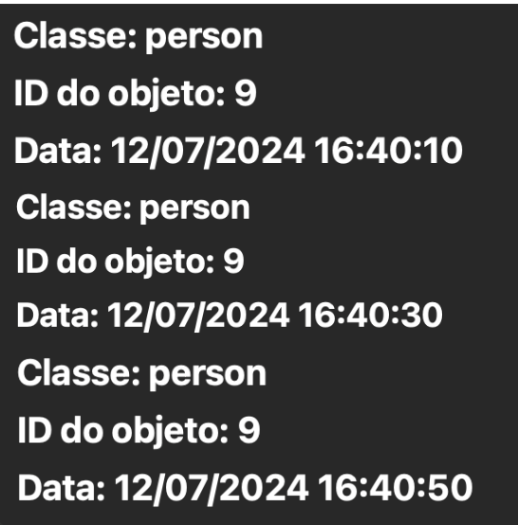 Classe: person
ID do objeto: 9
Data: 12/07/2024 16:40:10
Classe: person
ID do objeto: 9
Data: 12/07/2024 16:40:30
Classe: person
ID do objeto: 9
Data: 12/07/2024 16:40:50